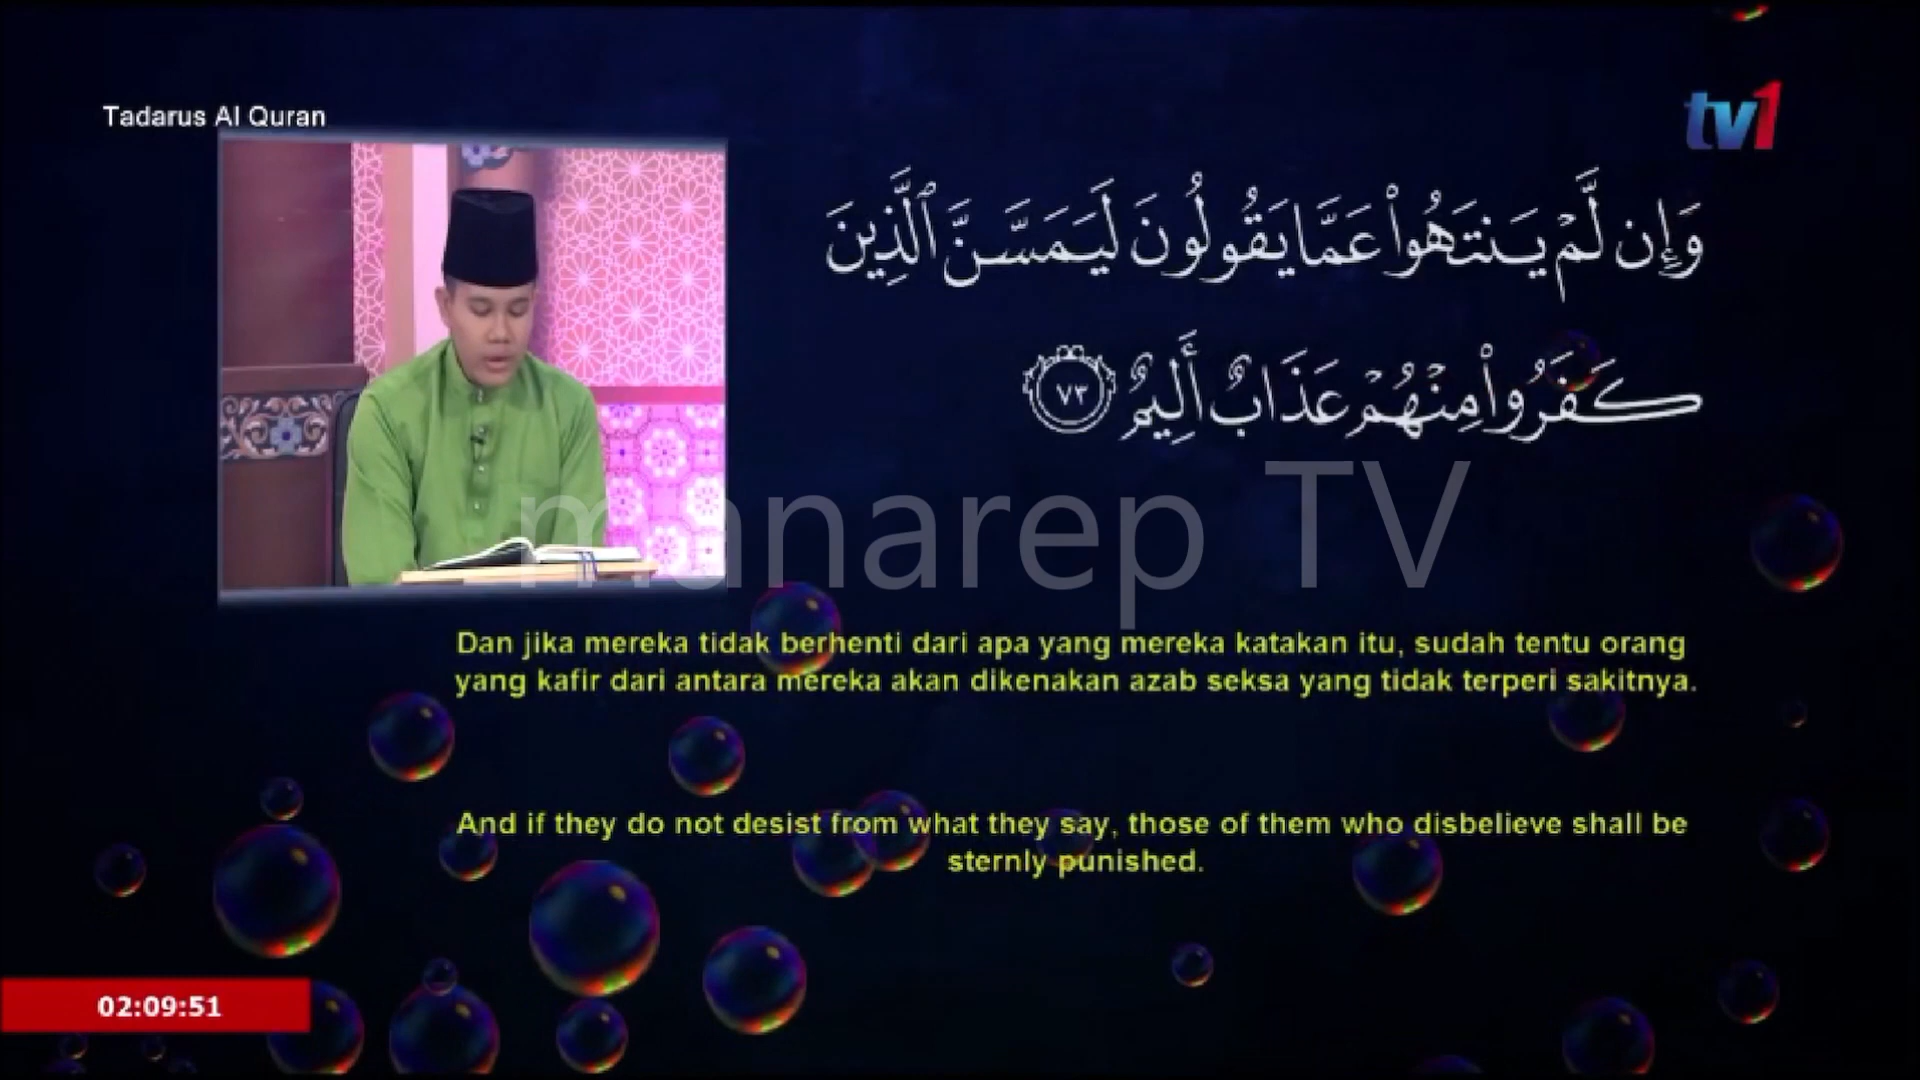 Tadarus Al Quran
tv1
وَإِن لَّمْ يَنتَهُوا۟ عَمَّا يَقُولُونَ لَيَمَسَّنَّ ٱلَّذِينَ
كَفَرُوا۟ مِنْهُمْ عَذَابٌ أَلِيمٌ ٧٣
manarep TV
Dan jika mereka tidak berhenti dari apa yang mereka katakan itu, sudah tentu orang
yang kafir dari antara mereka akan dikenakan azab seksa yang tidak terperi sakitnya.
And if they do not desist from what they say, those of them who disbelieve shall be
sternly punished.
02:09:51